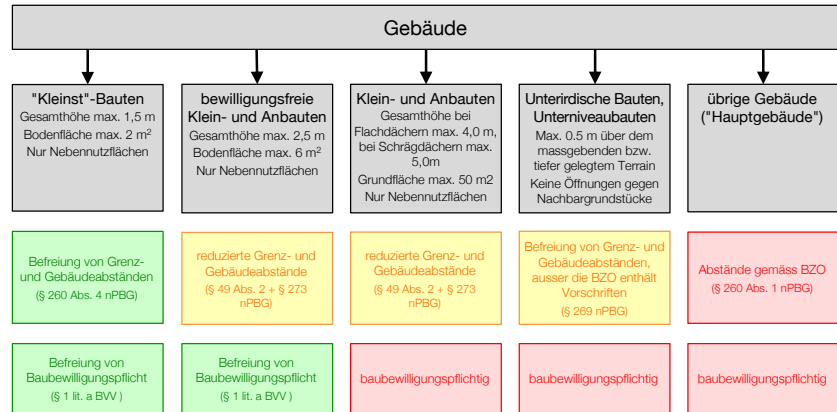 Gebäude
"Kleinst"-Bauten
Gesamthöhe max. 1,5 m
Bodenfläche max. 2 m²
Nur Nebennutzflächen
bewilligungsfreie
Klein- und Anbauten
Gesamthöhe max. 2,5 m
Bodenfläche max. 6 m²
Nur Nebennutzflächen
Klein- und Anbauten
Gesamthöhe bei
Flachdächern max. 4,0 m,
bei Schrägdächern max.
5,0m
Grundfläche max. 50 m2
Nur Nebennutzflächen
Unterirdische Bauten,
Unterniveaubauten
Max. 0.5 m über dem
massgebenden bzw.
tiefer gelegtem Terrain
Keine Öffnungen gegen
Nachbargrundstücke
übrige Gebäude
("Hauptgebäude")
Befreiung von Grenz-
und Gebäudeabständen
(§ 260 Abs. 4 nPBG)
reduzierte Grenz- und
Gebäudeabstände
(§ 49 Abs. 2 + § 273
nPBG)
reduzierte Grenz- und
Gebäudeabstände
(§ 49 Abs. 2 + § 273
nPBG)
Befreiung von Grenz- und
Gebäudeabständen,
ausser die BZO enthält
Vorschriften
(§ 269 nPBG)
Abstände gemäss BZO
(§ 260 Abs. 1 nPBG)
Befreiung von
Baubewilligungspflicht
(§ 1 lit. a BVV )
Befreiung von
Baubewilligungspflicht
(§ 1 lit. a BVV )
baubewilligungspflichtig
baubewilligungspflichtig
baubewilligungspflichtig